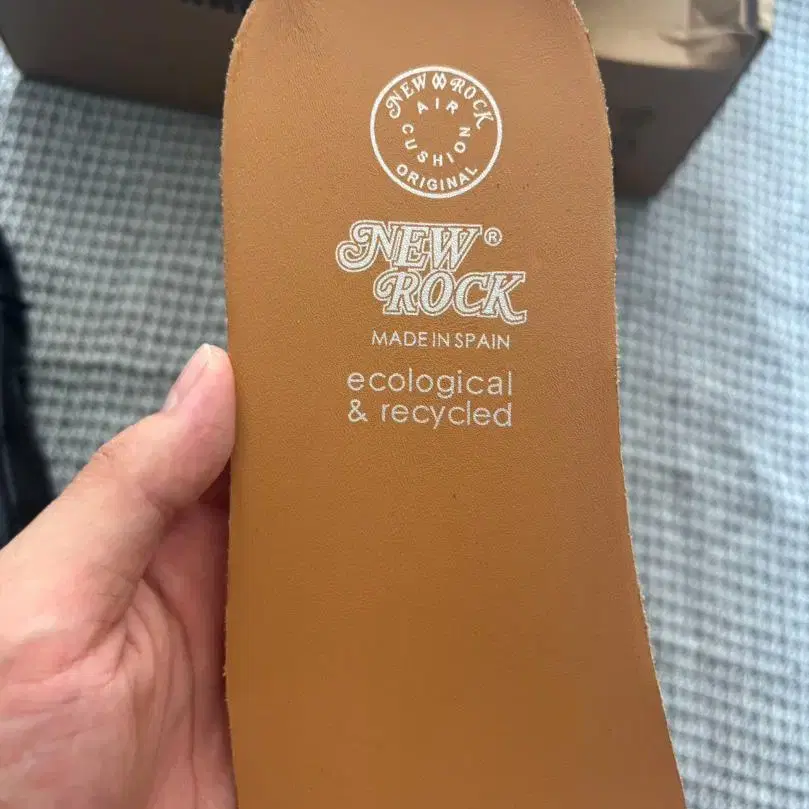 NEW ROCK
AIR
CUSHION
ORIGINAL
NEW®
ROCK
MADE IN SPAIN
ecological
& recycled